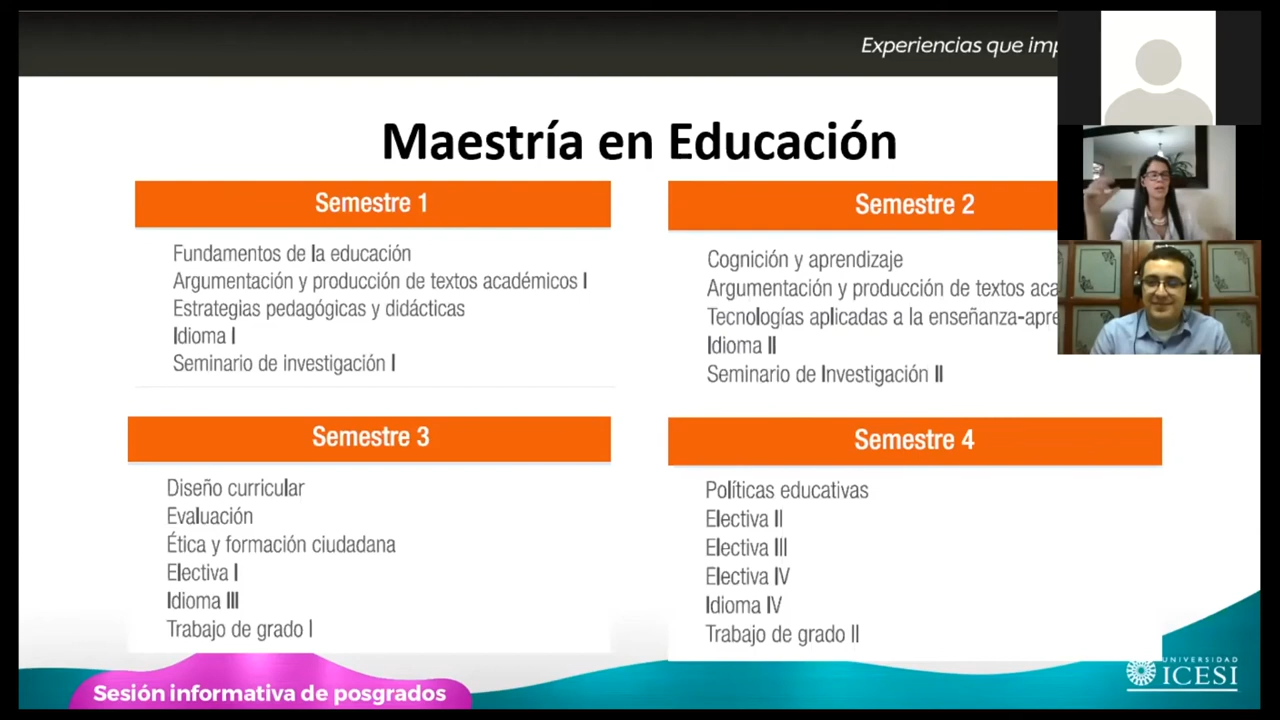 Experiencias que
Maestría en Educación
Semestre 1
Fundamentos de la educación
Argumentación y producción de textos académicos I
Estrategias pedagógicas y didácticas
Idioma I
Seminario de investigación I
Semestre 2
Cognición y aprendizaje
Argumentación y producción de textos
Tecnologías aplicadas a la
Idioma II
Seminario de Investigación II
Semestre 3
Diseño curricular
Evaluación
Ética y formación ciudadana
Electiva I
Idioma III
Trabajo de grado I
Semestre 4
Políticas educativas
Electiva II
Electiva III
Electiva IV
Idioma IV
Trabajo de grado II
Sesión informativa de posgrados
UNIVERSIDAD
ICESI